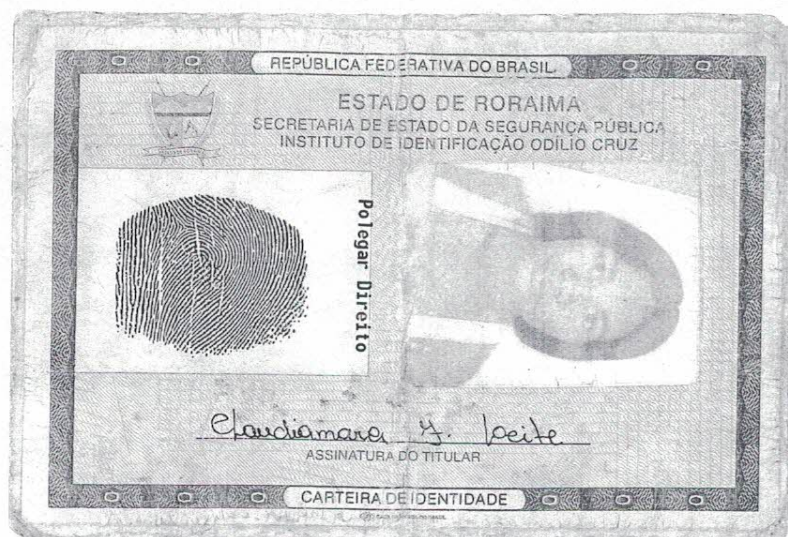 REPÚBLICA FEDERATIVA DO BRASIL
ESTADO DE RORAIMA
SECRETARIA DE ESTADO DA SEGURANÇA PÚBLICA
INSTITUTO DE IDENTIFICAÇÃO ODÍLIO CRUZ
Polegar Direito
Claudiamara J. Leite
ASSINATURA DO TITULAR
CARTEIRA DE IDENTIDADE